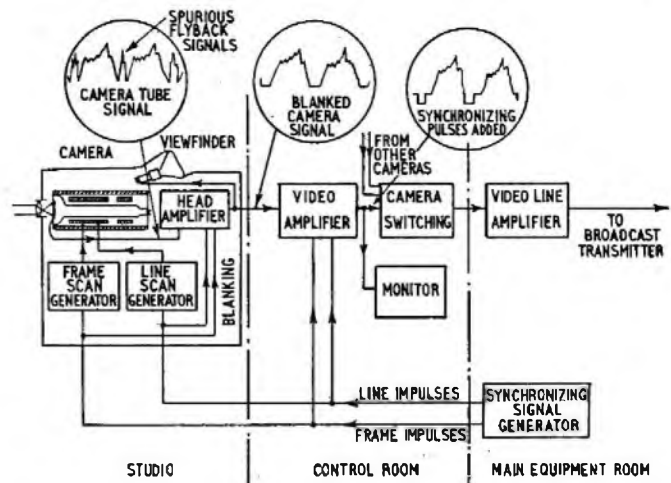 SPURIOUS
FLYBACK
SIGNALS
CAMERA TUBE
SIGNAL
BLANKED
CAMERA
SIGNAL
SYNCHRONIZING
PULSES ADDED
CAMERA
VIEWFINDER
FROM
OTHER
CAMERAS
HEAD
AMPLIFIER
VIDEO
AMPLIFIER
CAMERA
SWITCHING
VIDEO LINE
AMPLIFIER
TO
BROADCAST
TRANSMITTER
FRAME
SCAN
GENERATOR
LINE
SCAN
GENERATOR
BLANKING
MONITOR
LINE IMPULSES
FRAME IMPULSES
SYNCHRONIZING
SIGNAL
GENERATOR
STUDIO
CONTROL ROOM
MAIN EQUIPMENT ROOM